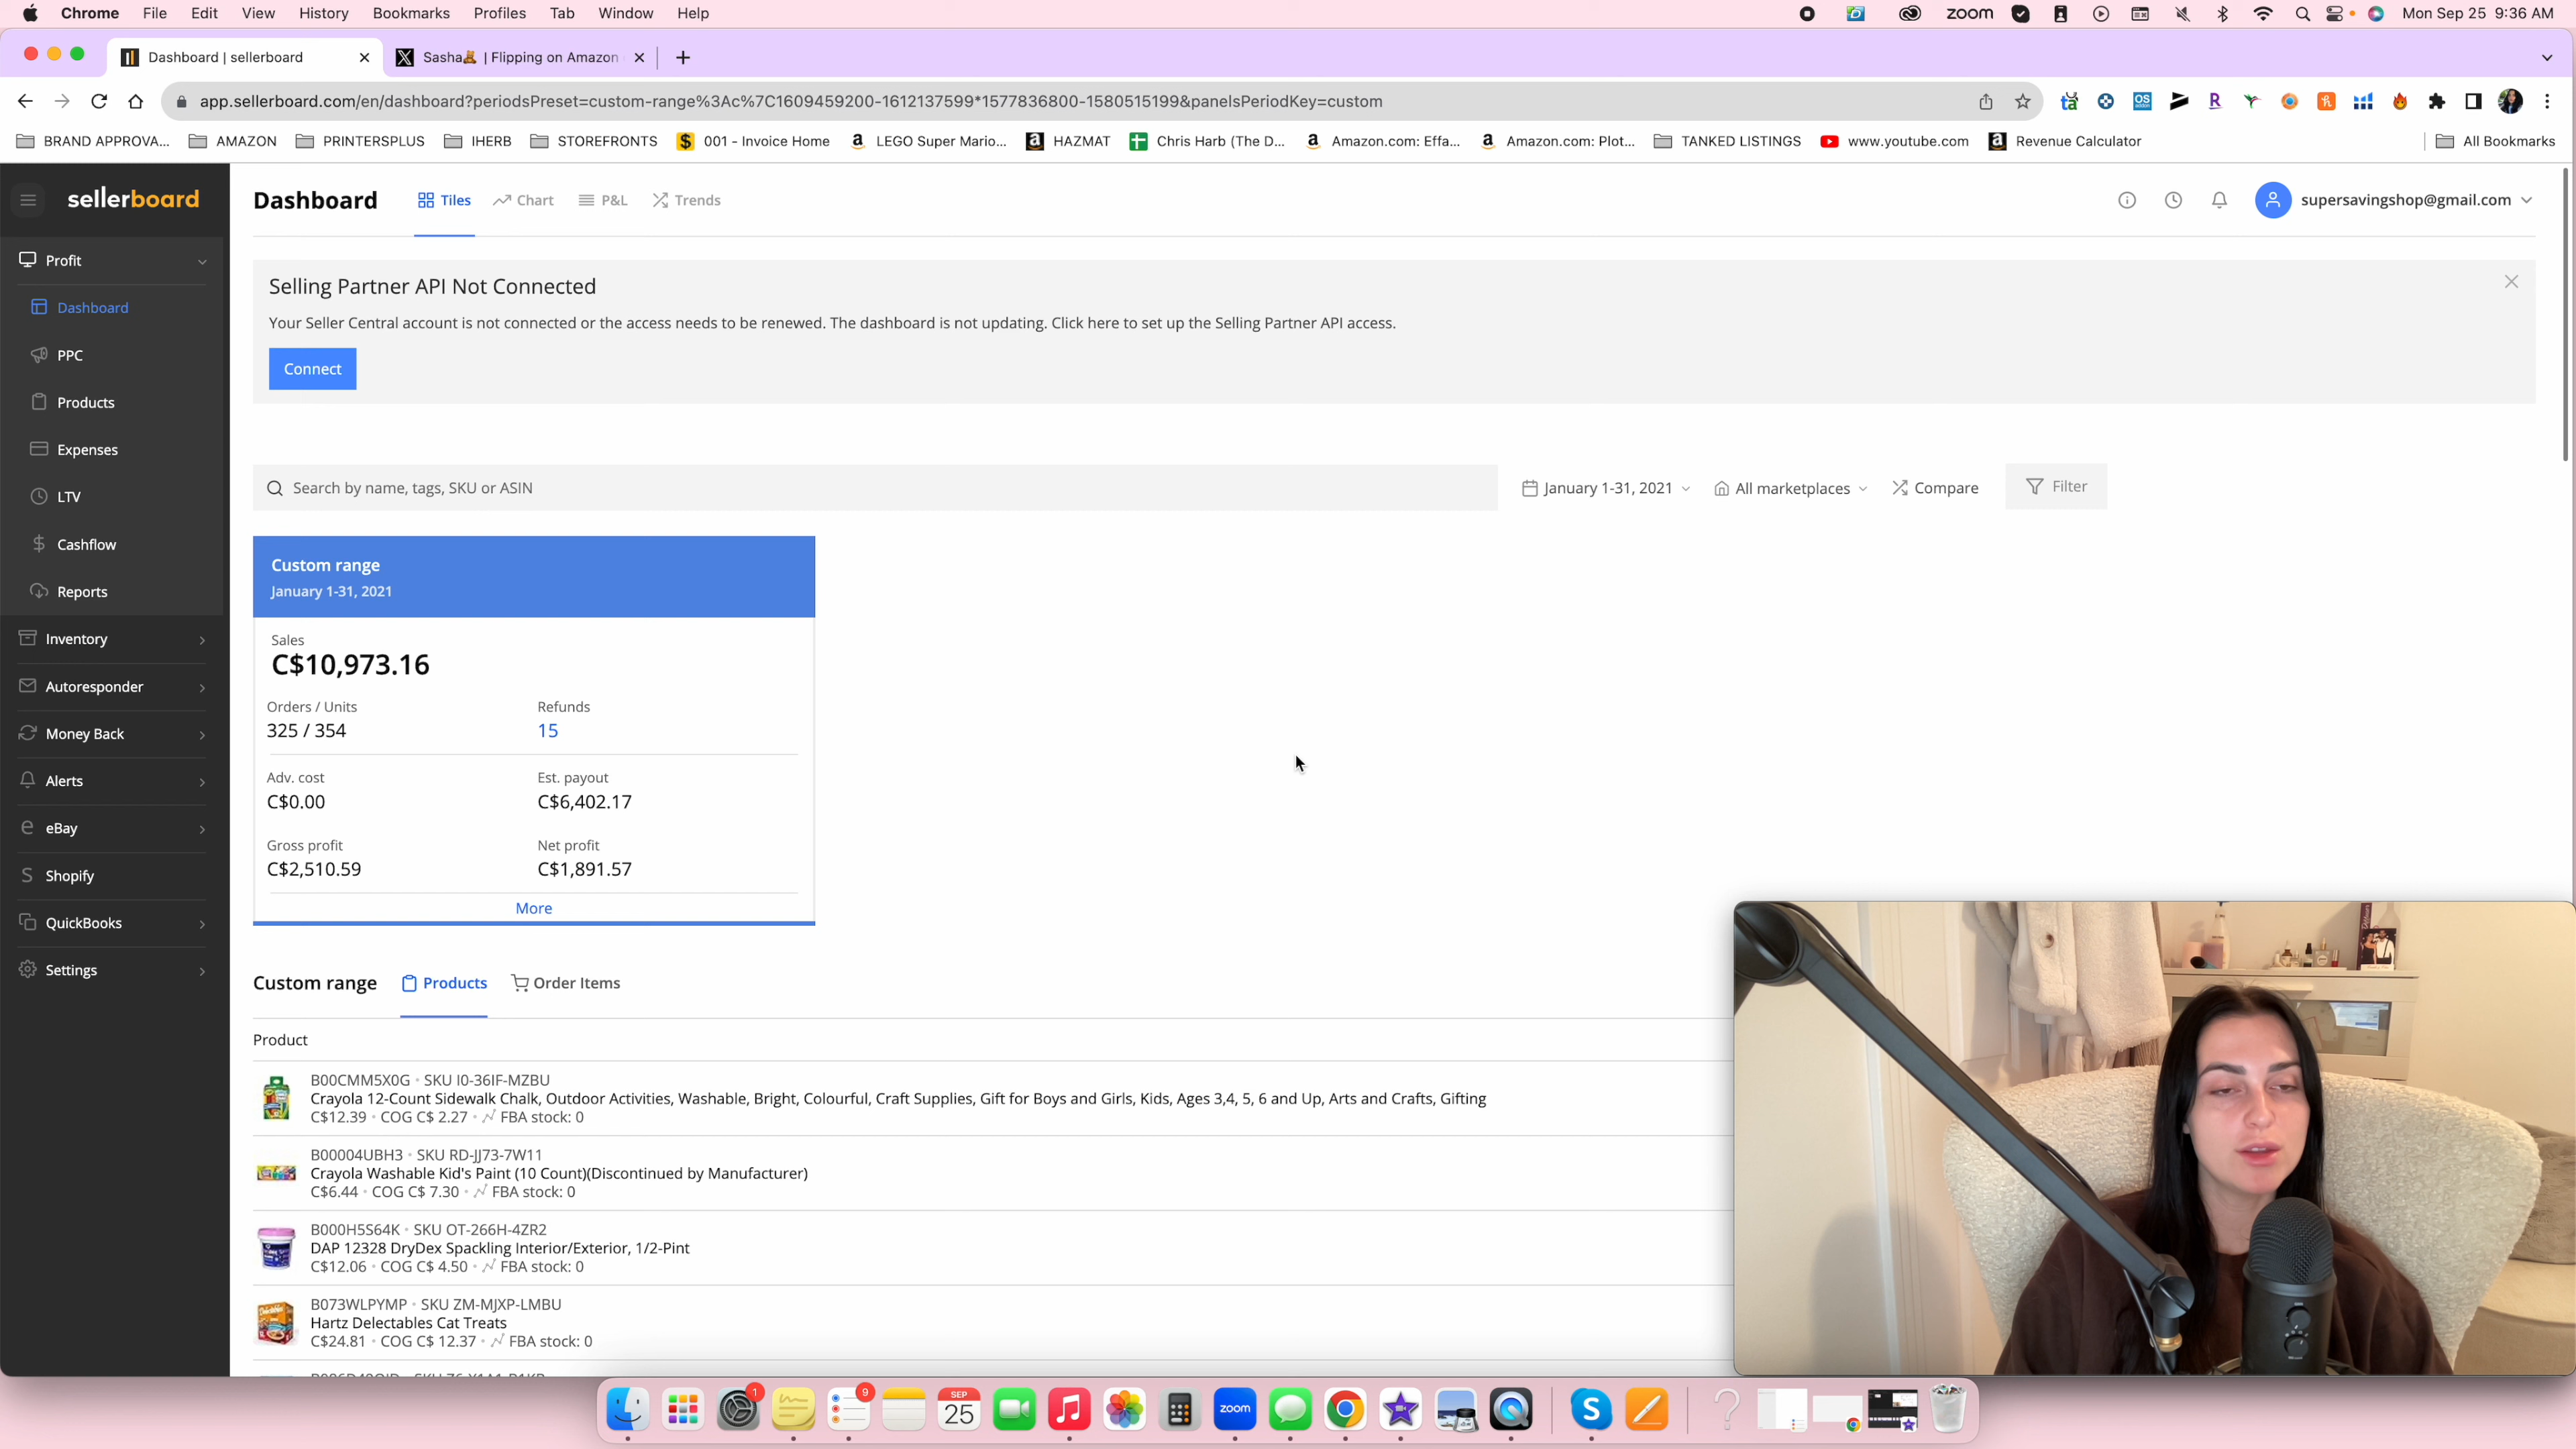 Chrome File Edit View History Bookmarks Profiles Tab Window Help zoom Mon Sep 25 9:36 AM
Dashboard | sellerboard
Sasha🧸 | Flipping on Amazon
app.sellerboard.com/en/dashboard?periodsPreset=custom-range%3Ac%7C1609459200-1612137599*1577836800-1580515199&panelsPeriodKey=custom
BRAND APPROVA... AMAZON PRINTERSPLUS IHERB STOREFRONTS 001 - Invoice Home LEGO Super Mario... HAZMAT Chris Harb (The D... Amazon.com: Effa... Amazon.com: Plot... TANKED LISTINGS www.youtube.com Revenue Calculator All Bookmarks
sellerboard
Profit
Dashboard
PPC
Products
Expenses
LTV
Cashflow
Reports
Inventory
Autoresponder
Money Back
Alerts
eBay
Shopify
QuickBooks
Settings
Dashboard Tiles Chart P&L Trends
supersavingshop@gmail.com
Selling Partner API Not Connected
Your Seller Central account is not connected or the access needs to be renewed. The dashboard is not updating. Click here to set up the Selling Partner API access.
Connect
Search by name, tags, SKU or ASIN
January 1-31, 2021
All marketplaces
Compare
Filter
Custom range
January 1-31, 2021
Sales
C$10,973.16
Orders / Units Refunds
325 / 354 15
Adv. cost Est. payout
C$0.00 C$6,402.17
Gross profit Net profit
C$2,510.59 C$1,891.57
More
Custom range Products Order Items
Product
B00CMM5X0G • SKU I0-36IF-MZBU
Crayola 12-Count Sidewalk Chalk, Outdoor Activities, Washable, Bright, Colourful, Craft Supplies, Gift for Boys and Girls, Kids, Ages 3,4, 5, 6 and Up, Arts and Crafts, Gifting
C$12.39 • COG C$ 2.27 • FBA stock: 0
B00004UBH3 • SKU RD-JJ73-7W11
Crayola Washable Kid's Paint (10 Count)(Discontinued by Manufacturer)
C$6.44 • COG C$ 7.30 • FBA stock: 0
B000H5S64K • SKU OT-266H-4ZR2
DAP 12328 DryDex Spackling Interior/Exterior, 1/2-Pint
C$12.06 • COG C$ 4.50 • FBA stock: 0
B073WLPYMP • SKU ZM-MJXP-LMBU
Hartz Delectables Cat Treats
C$24.81 • COG C$ 12.37 • FBA stock: 0
1
9
SEP
25
zoom